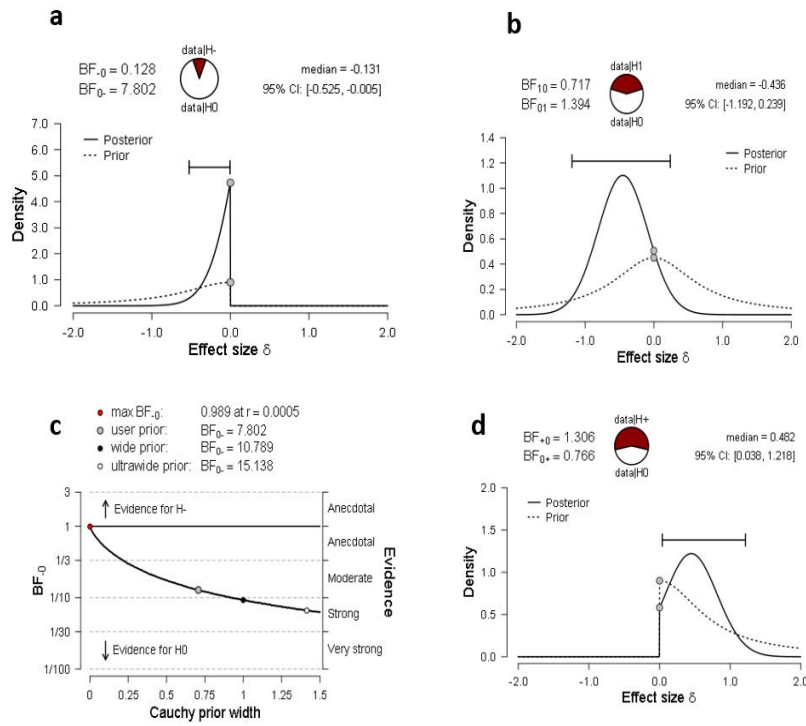 a
data|H-
BF-0 = 0.128
BF0- = 7.802
data|H0
median = -0.131
95% CI: [-0.525, -0.005]
7.0
6.0
5.0
4.0
3.0
2.0
1.0
0.0
Density
Posterior
Prior
-2.0
-1.0
0.0
1.0
2.0
Effect size δ
b
data|H1
BF10 = 0.717
BF01 = 1.394
data|H0
median = -0.436
95% CI: [-1.192, 0.239]
1.4
1.2
1.0
0.8
0.6
0.4
0.2
0.0
Density
Posterior
Prior
-2.0
-1.0
0.0
1.0
2.0
Effect size δ
c
max BF-0: 0.989 at r = 0.0005
user prior: BF0- = 7.802
wide prior: BF0- = 10.789
ultrawide prior: BF0- = 15.138
3
1
1/3
1/10
1/30
1/100
BF-0
Evidence for H-
Evidence for H0
Anecdotal
Anecdotal
Moderate
Strong
Very strong
Evidence
0
0.25
0.5
0.75
1
1.25
1.5
Cauchy prior width
d
data|H+
BF+0 = 1.306
BF0+ = 0.766
data|H0
median = 0.482
95% CI: [0.038, 1.218]
2.0
1.5
1.0
0.5
0.0
Density
Posterior
Prior
-2.0
-1.0
0.0
1.0
2.0
Effect size δ